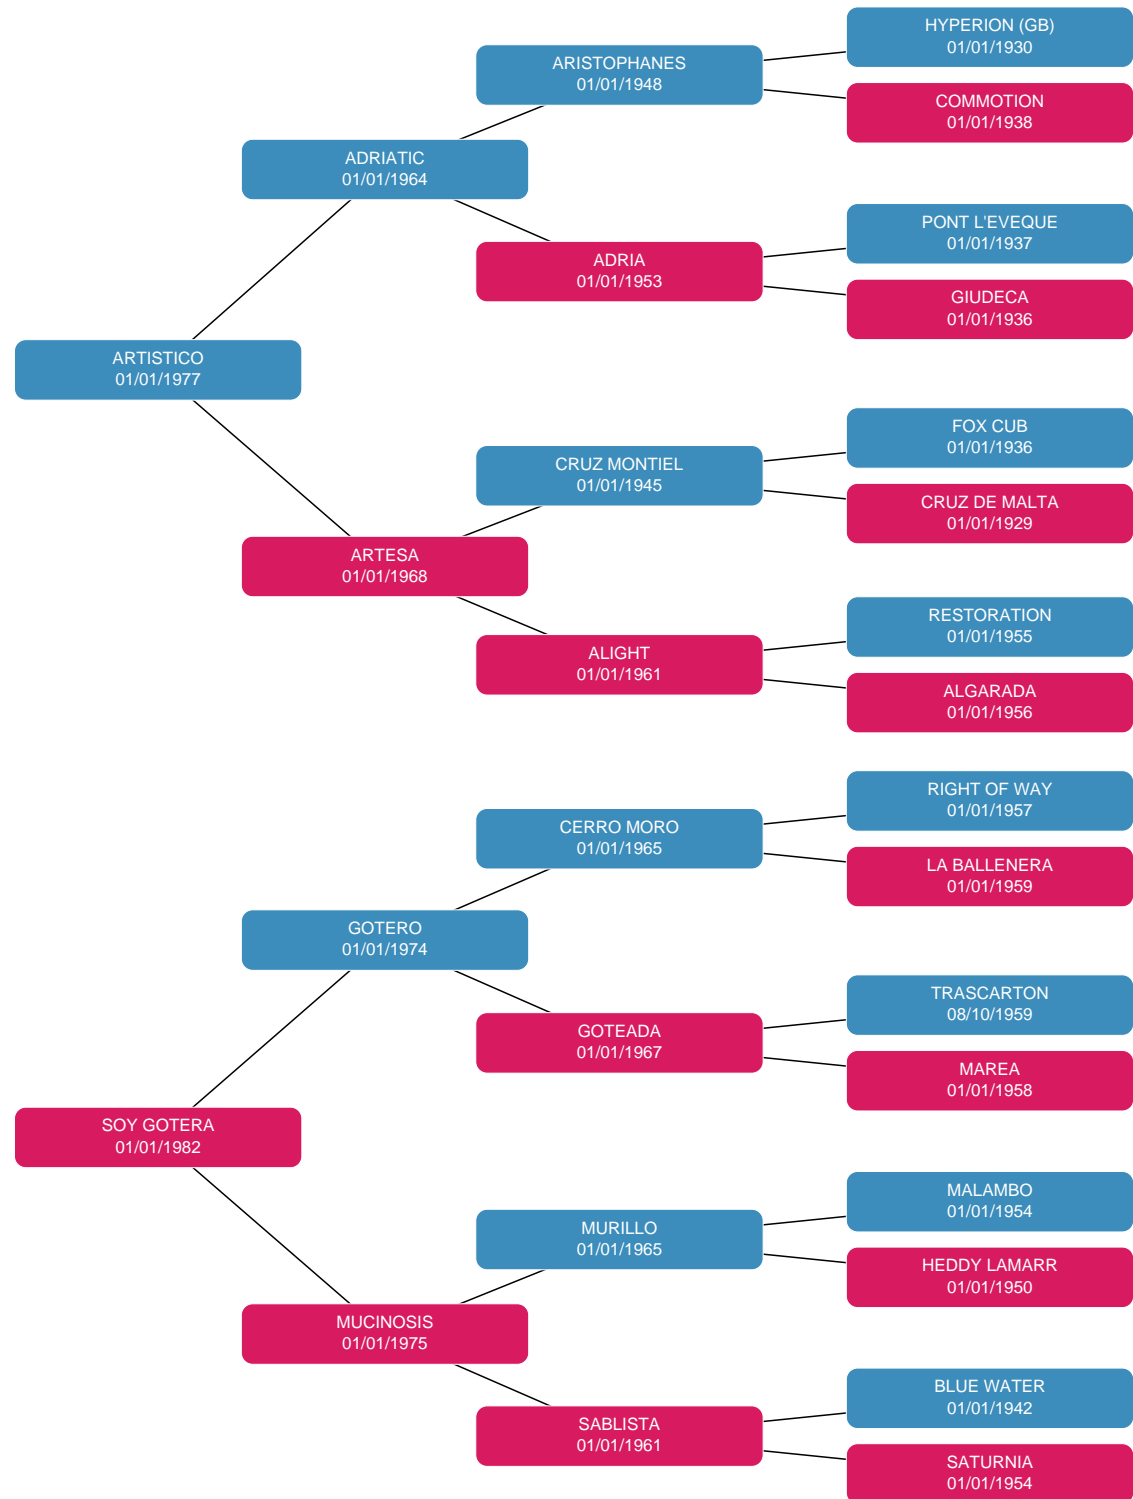 HYPERION (GB)
01/01/1930
ARISTOPHANES
01/01/1948
COMMOTION
01/01/1938
ADRIATIC
01/01/1964
PONT L'EVEQUE
01/01/1937
ADRIA
01/01/1953
GIUDECA
01/01/1936
ARTISTICO
01/01/1977
FOX CUB
01/01/1936
CRUZ MONTIEL
01/01/1945
CRUZ DE MALTA
01/01/1929
ARTESA
01/01/1968
RESTORATION
01/01/1955
ALIGHT
01/01/1961
ALGARADA
01/01/1956
RIGHT OF WAY
01/01/1957
CERRO MORO
01/01/1965
LA BALLENERA
01/01/1959
GOTERO
01/01/1974
TRASCARTON
08/10/1959
GOTEADA
01/01/1967
MAREA
01/01/1958
SOY GOTERA
01/01/1982
MALAMBO
01/01/1954
MURILLO
01/01/1965
HEDDY LAMARR
01/01/1950
MUCINOSIS
01/01/1975
BLUE WATER
01/01/1942
SABLISTA
01/01/1961
SATURNIA
01/01/1954